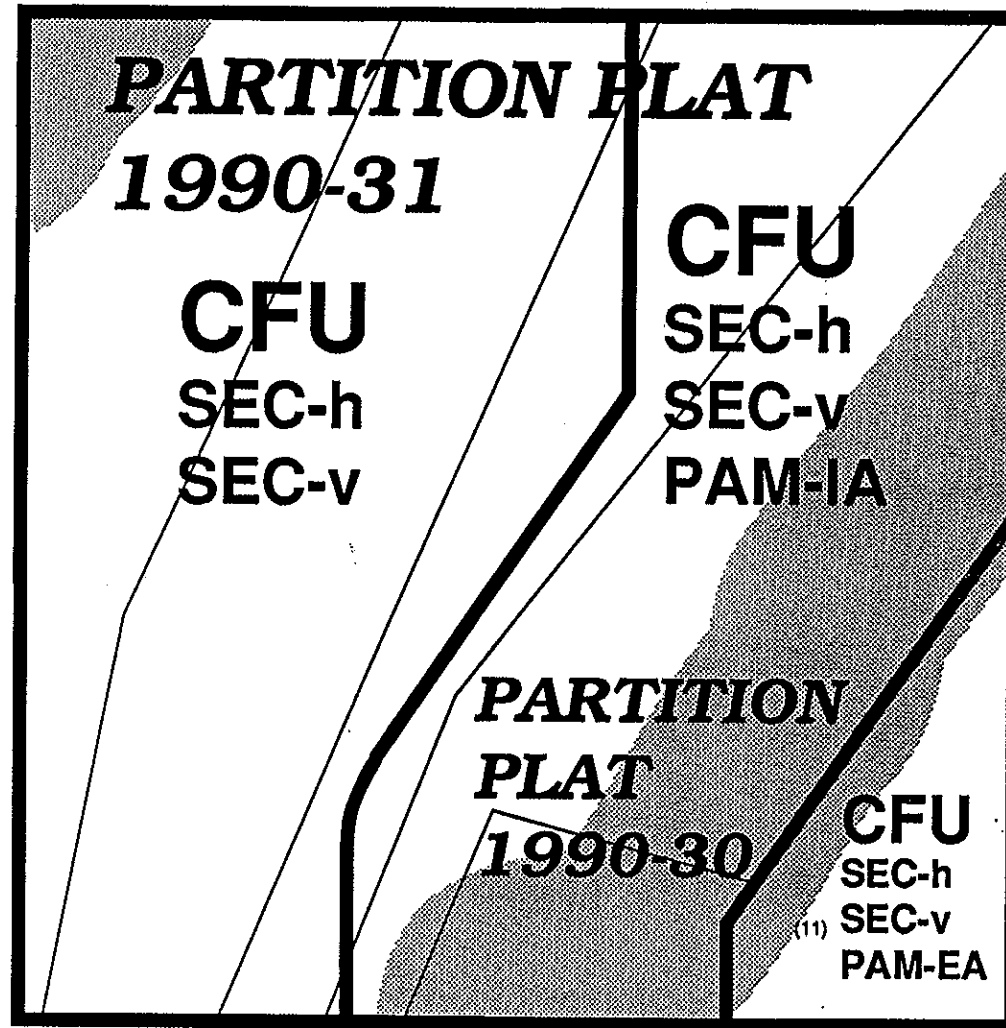 PARTITION PLAT
1990-31
CFU
SEC-h
SEC-v
CFU
SEC-h
SEC-v
PAM-IA
PARTITION
PLAT
1990-30
CFU
SEC-h
(11) SEC-v
PAM-EA